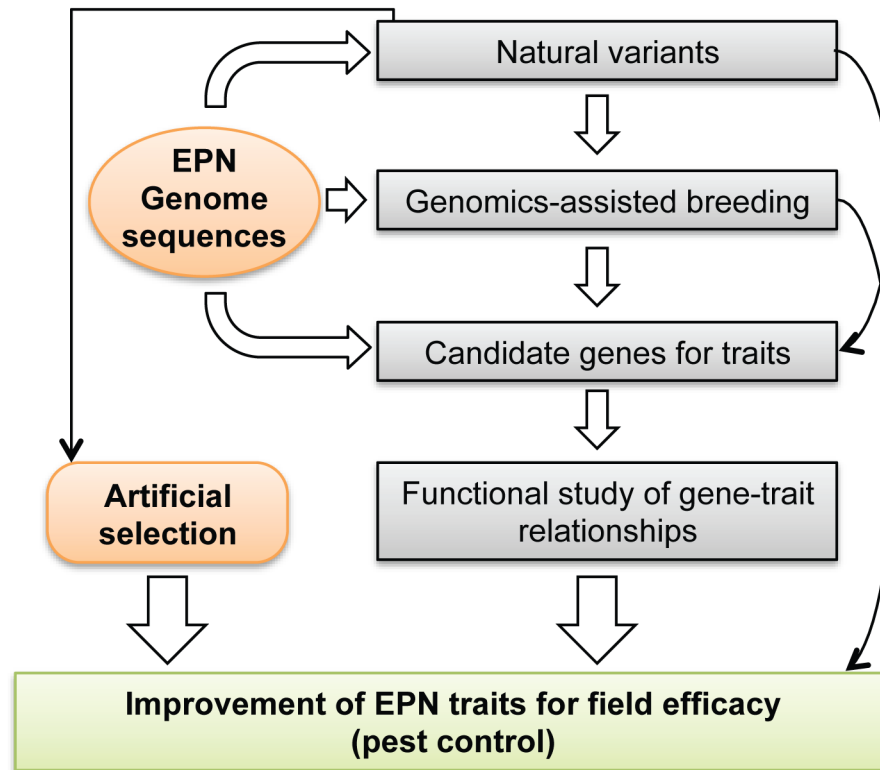 Natural variants
EPN
Genome
sequences
Genomics-assisted breeding
Candidate genes for traits
Artificial
selection
Functional study of gene-trait
relationships
Improvement of EPN traits for field efficacy
(pest control)